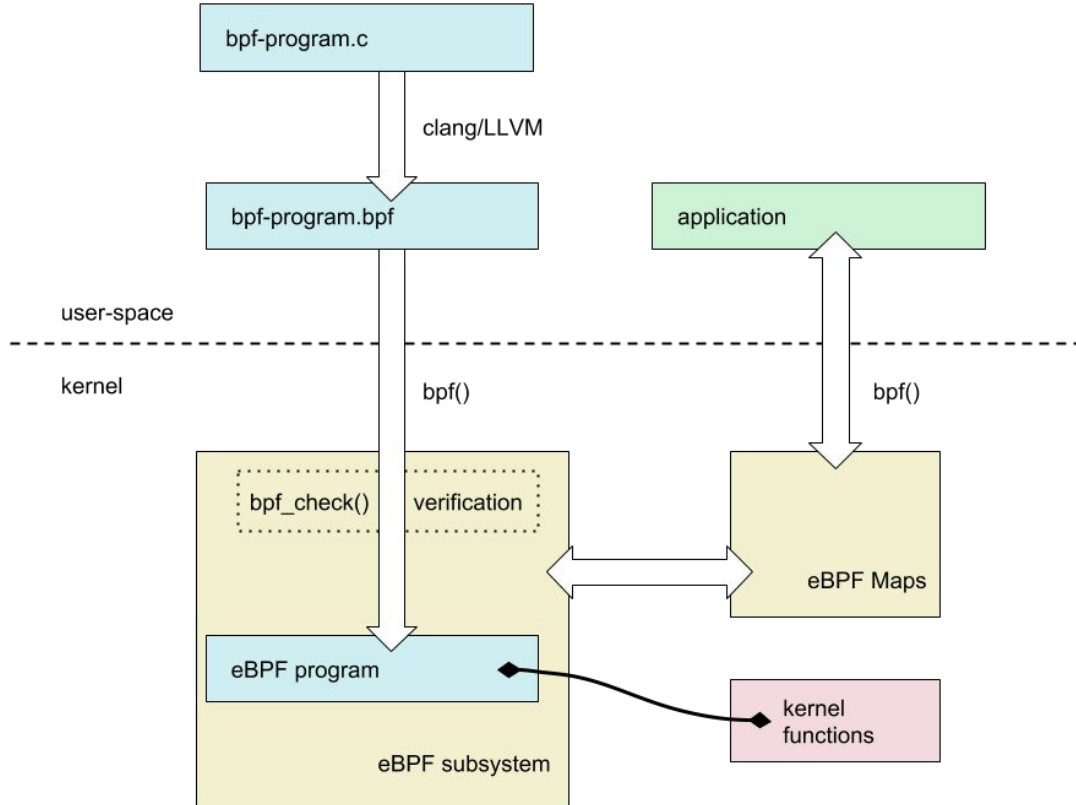 bpf-program.c
clang/LLVM
bpf-program.bpf
application
user-space
kernel
bpf()
bpf()
bpf_check()
verification
eBPF Maps
eBPF program
kernel
functions
eBPF subsystem